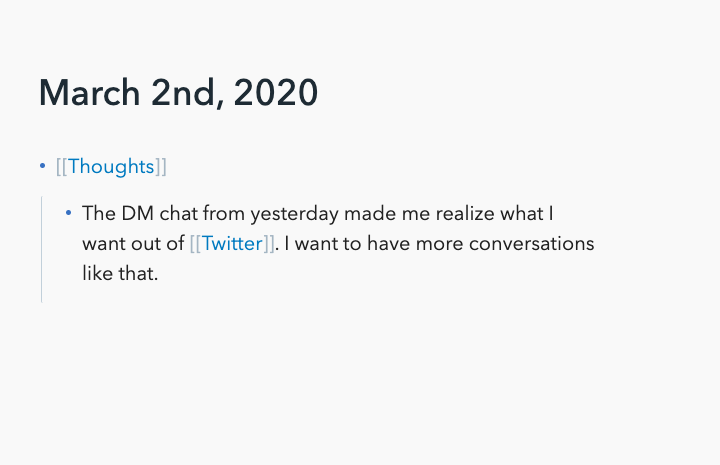 March 2nd, 2020
• [[Thoughts]]
• The DM chat from yesterday made me realize what I
want out of [[Twitter]]. I want to have more conversations
like that.